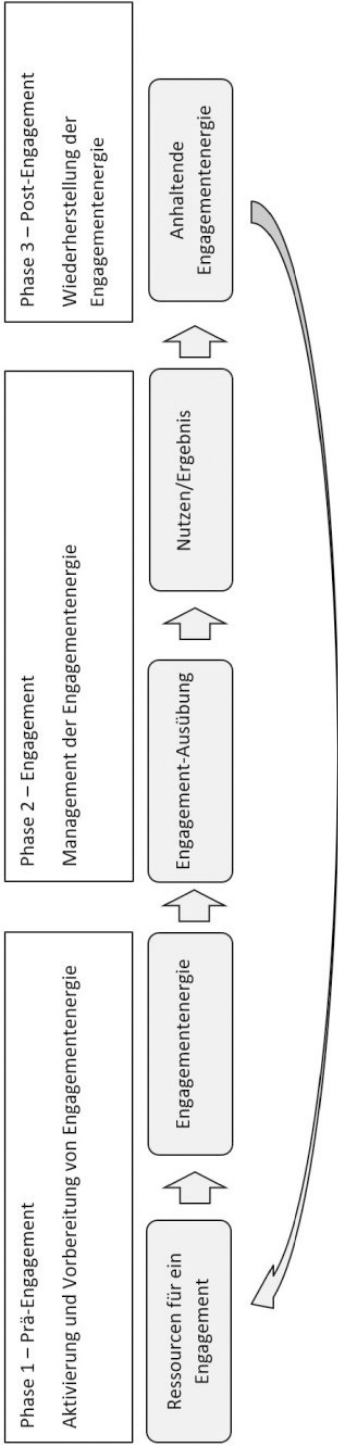 Phase 1 – Prä-Engagement
Aktivierung und Vorbereitung von Engagementenergie
Phase 2 – Engagement
Management der Engagementenergie
Phase 3 – Post-Engagement
Wiederherstellung der
Engagementenergie
Ressourcen für ein
Engagement
Engagementenergie
Engagement-Ausübung
Nutzen/Ergebnis
Anhaltende
Engagementenergie